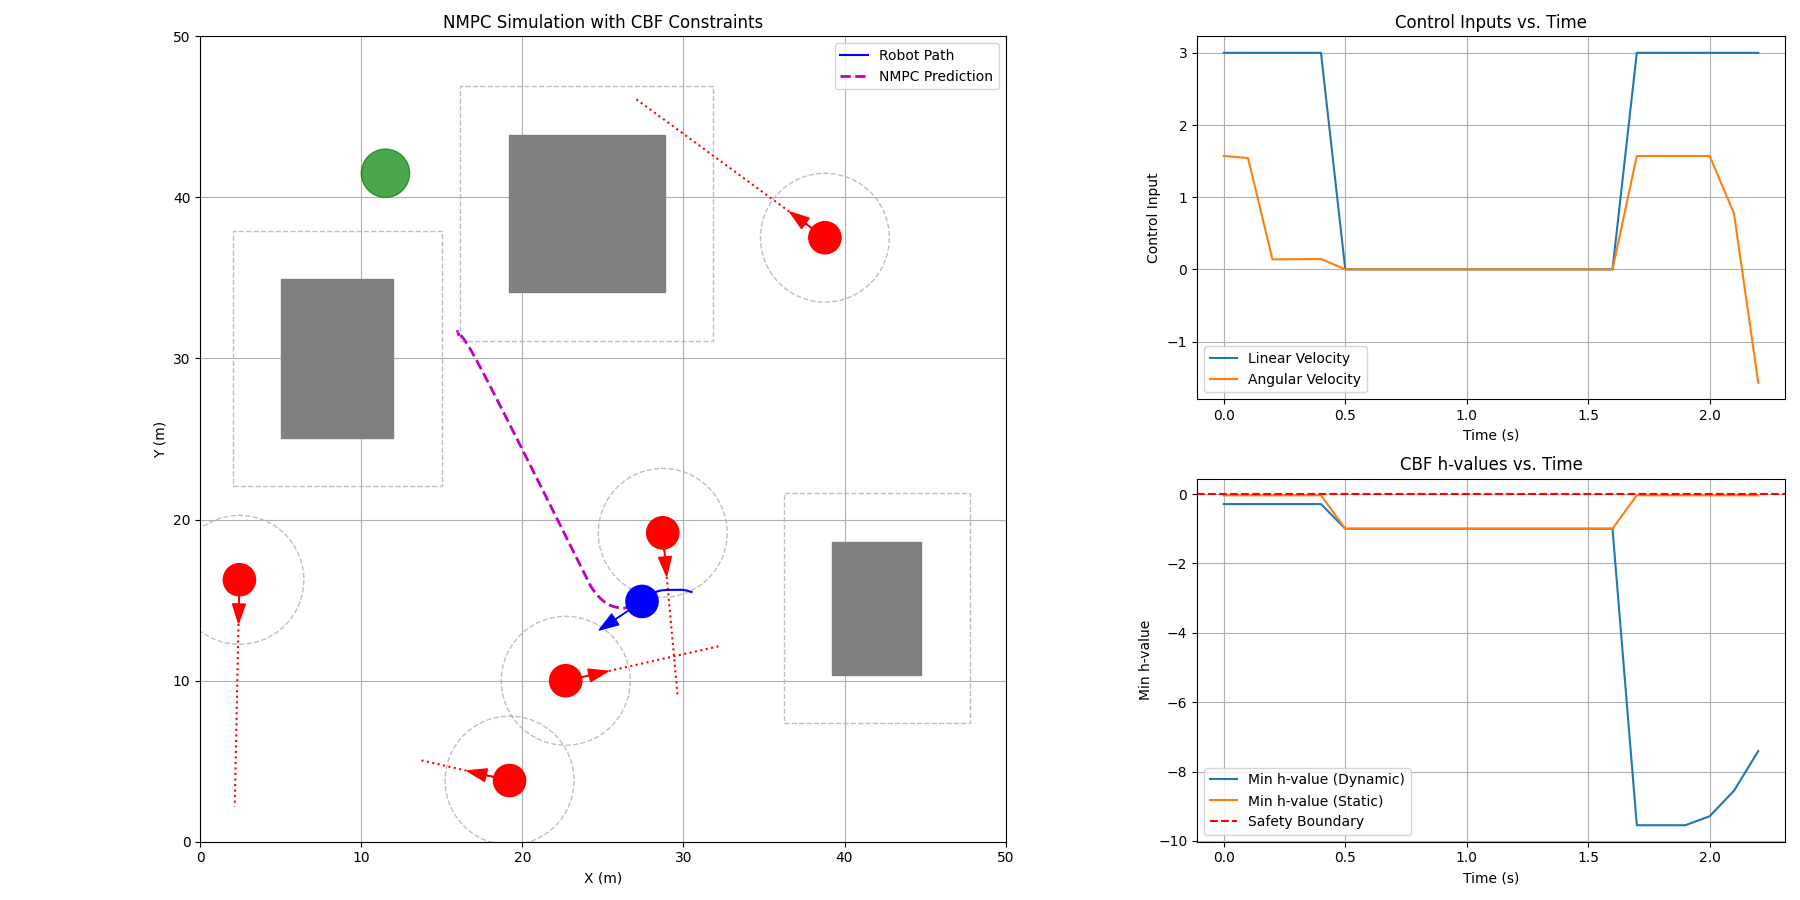 NMPC Simulation with CBF Constraints
50
40
30
20
10
0
Y (m)
Robot Path
NMPC Prediction
0 10 20 30 40 50
X (m)
Control Inputs vs. Time
3
2
1
0
−1
Control Input
Linear Velocity
Angular Velocity
0.0 0.5 1.0 1.5 2.0
Time (s)
CBF h-values vs. Time
0
−2
−4
−6
−8
−10
Min h-value
Min h-value (Dynamic)
Min h-value (Static)
Safety Boundary
0.0 0.5 1.0 1.5 2.0
Time (s)